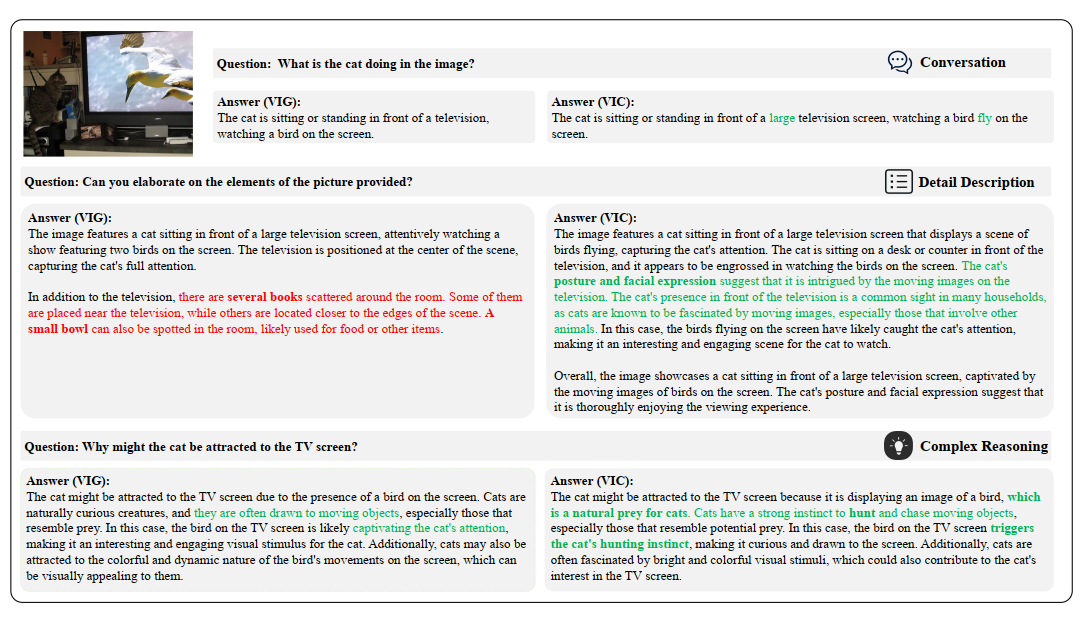 Question:  What is the cat doing in the image?
Conversation
Answer (VIG):
The cat is sitting or standing in front of a television,
watching a bird on the screen.
Answer (VIC):
The cat is sitting or standing in front of a large television screen, watching a bird fly on the
screen.
Question: Can you elaborate on the elements of the picture provided?
Detail Description
Answer (VIG):
The image features a cat sitting in front of a large television screen, attentively watching a
show featuring two birds on the screen. The television is positioned at the center of the scene,
capturing the cat's full attention.
In addition to the television, there are several books scattered around the room. Some of them
are placed near the television, while others are located closer to the edges of the scene. A
small bowl can also be spotted in the room, likely used for food or other items.
Answer (VIC):
The image features a cat sitting in front of a large television screen that displays a scene of
birds flying, capturing the cat's attention. The cat is sitting on a desk or counter in front of the
television, and it appears to be engrossed in watching the birds on the screen. The cat's
posture and facial expression suggest that it is intrigued by the moving images on the
television. The cat's presence in front of the television is a common sight in many households,
as cats are known to be fascinated by moving images, especially those that involve other
animals. In this case, the birds flying on the screen have likely caught the cat's attention,
making it an interesting and engaging scene for the cat to watch.
Overall, the image showcases a cat sitting in front of a large television screen, captivated by
the moving images of birds on the screen. The cat's posture and facial expression suggest that
it is thoroughly enjoying the viewing experience.
Question: Why might the cat be attracted to the TV screen?
Complex Reasoning
Answer (VIG):
The cat might be attracted to the TV screen due to the presence of a bird on the screen. Cats are
naturally curious creatures, and they are often drawn to moving objects, especially those that
resemble prey. In this case, the bird on the TV screen is likely captivating the cat's attention,
making it an interesting and engaging visual stimulus for the cat. Additionally, cats may also be
attracted to the colorful and dynamic nature of the bird's movements on the screen, which can
be visually appealing to them.
Answer (VIC):
The cat might be attracted to the TV screen because it is displaying an image of a bird, which
is a natural prey for cats. Cats have a strong instinct to hunt and chase moving objects,
especially those that resemble potential prey. In this case, the bird on the TV screen triggers
the cat's hunting instinct, making it curious and drawn to the screen. Additionally, cats are
often fascinated by bright and colorful visual stimuli, which could also contribute to the cat's
interest in the TV screen.